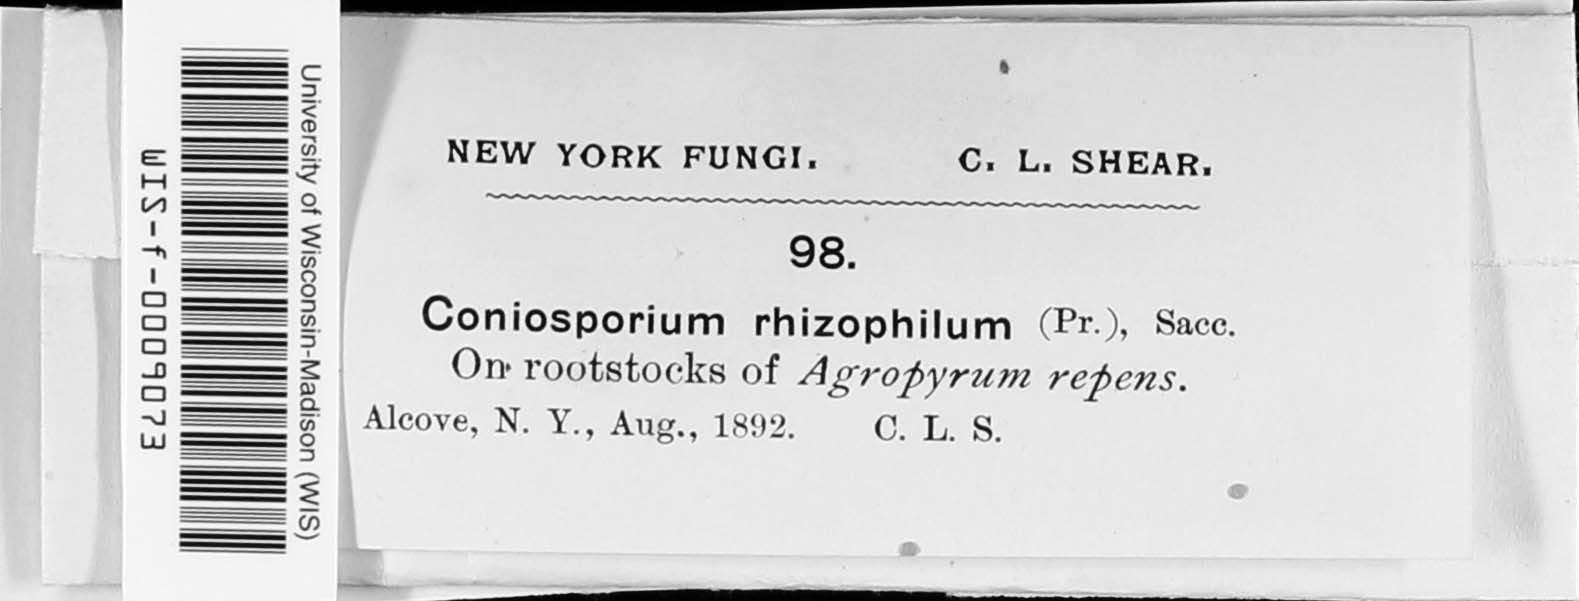 University of Wisconsin-Madison (WIS)
WIS-f-0009073
NEW YORK FUNGI. C. L. SHEAR.
98.
Coniosporium rhizophilum (Pr.), Sacc.
On rootstocks of Agropyrum repens.
Alcove, N. Y., Aug., 1892. C. L. S.